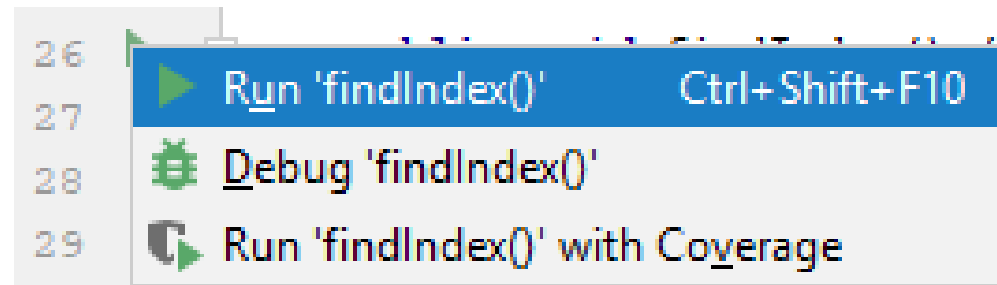 26
Run 'findIndex()' Ctrl+Shift+F10
27
Debug 'findIndex()'
28
Run 'findIndex()' with Coverage
29